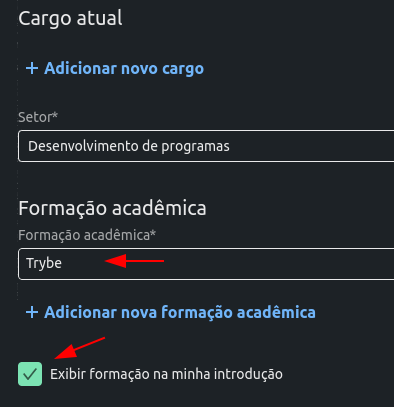 Cargo atual
+ Adicionar novo cargo
Setor*
Desenvolvimento de programas
Formação acadêmica
Formação acadêmica*
Trybe
+ Adicionar nova formação acadêmica
Exibir formação na minha introdução